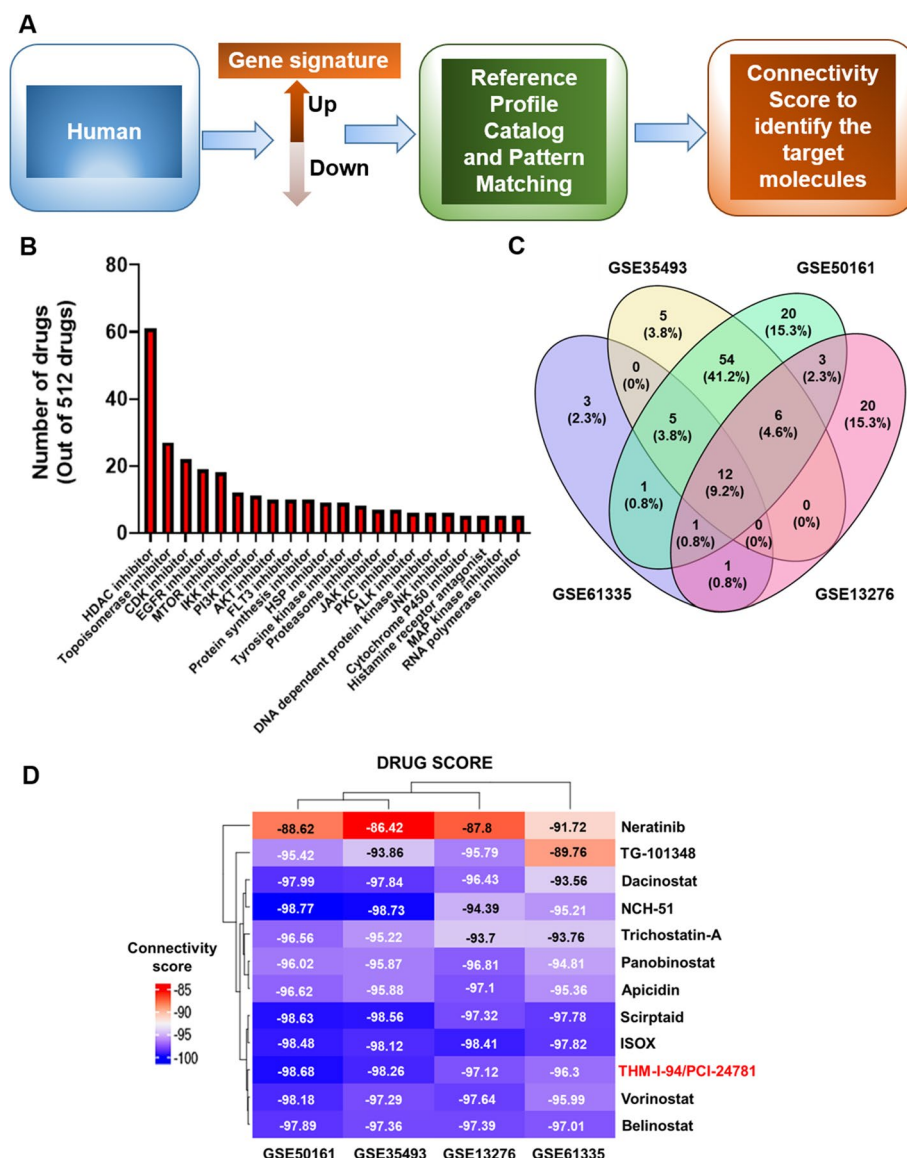 A
Human
Gene signature
Up
Down
Reference
Profile
Catalog
and Pattern
Matching
Connectivity
Score to
identify the
target
molecules
B
Number of drugs
(Out of 512 drugs)
80
60
40
20
0
HDAC inhibitor
Topoisomerase inhibitor
CDK inhibitor
EGFR inhibitor
MTOR inhibitor
IKK inhibitor
PI3K inhibitor
AKT inhibitor
FLT3 inhibitor
Protein synthesis inhibitor
HSP inhibitor
Tyrosine kinase inhibitor
Proteasome inhibitor
JAK inhibitor
PKC inhibitor
ALK inhibitor
DNA dependent protein kinase inhibitor
JNK inhibitor
Cytochrome P450 inhibitor
Histamine receptor antagonist
MAP kinase inhibitor
RNA polymerase inhibitor
C
GSE35493
GSE50161
5
(3.8%)
20
(15.3%)
0
(0%)
54
(41.2%)
3
(2.3%)
3
(2.3%)
5
(3.8%)
6
(4.6%)
20
(15.3%)
12
(9.2%)
1
(0.8%)
1
(0.8%)
0
(0%)
0
(0%)
1
(0.8%)
GSE61335
GSE13276
D
DRUG SCORE
Connectivity
score
-85
-90
-95
-100
-88.62 -86.42 -87.8 -91.72 Neratinib
-95.42 -93.86 -95.79 -89.76 TG-101348
-97.99 -97.84 -96.43 -93.56 Dacinostat
-98.77 -98.73 -94.39 -95.21 NCH-51
-96.56 -95.22 -93.7 -93.76 Trichostatin-A
-96.02 -95.87 -96.81 -94.81 Panobinostat
-96.62 -95.88 -97.1 -95.36 Apicidin
-98.63 -98.56 -97.32 -97.78 Scirptaid
-98.48 -98.12 -98.41 -97.82 ISOX
-98.68 -98.26 -97.12 -96.3 THM-I-94/PCI-24781
-98.18 -97.29 -97.64 -95.99 Vorinostat
-97.89 -97.36 -97.39 -97.01 Belinostat
GSE50161 GSE35493 GSE13276 GSE61335